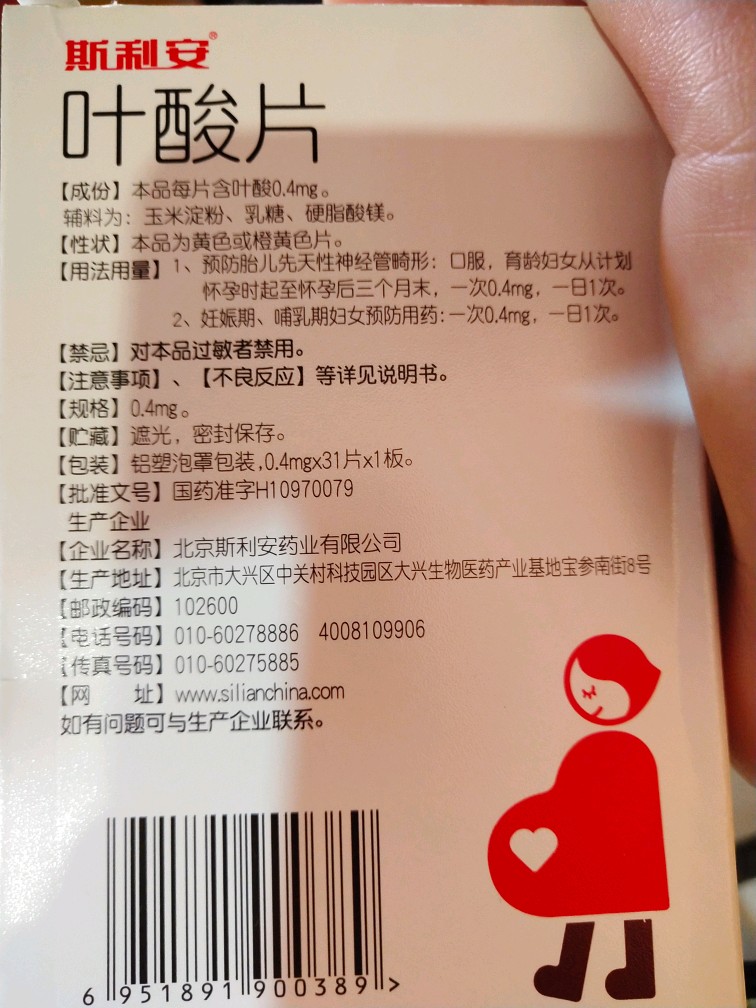 斯利安®
叶酸片
【成份】本品每片含叶酸0.4mg。
辅料为：玉米淀粉、乳糖、硬脂酸镁。
【性状】本品为黄色或橙黄色片。
【用法用量】1、预防胎儿先天性神经管畸形：口服，育龄妇女从计划
怀孕时起至怀孕后三个月末，一次0.4mg，一日1次。
2、妊娠期、哺乳期妇女预防用药：一次0.4mg，一日1次。
【禁忌】对本品过敏者禁用。
【注意事项】、【不良反应】等详见说明书。
【规格】0.4mg。
【贮藏】遮光，密封保存。
【包装】铝塑泡罩包装,0.4mgx31片x1板。
【批准文号】国药准字H10970079
生产企业
【企业名称】北京斯利安药业有限公司
【生产地址】北京市大兴区中关村科技园区大兴生物医药产业基地宝参南街8号
【邮政编码】102600
【电话号码】010-60278886 4008109906
【传真号码】010-60275885
【网 址】www.silianchina.com
如有问题可与生产企业联系。
6 951891 900389 >